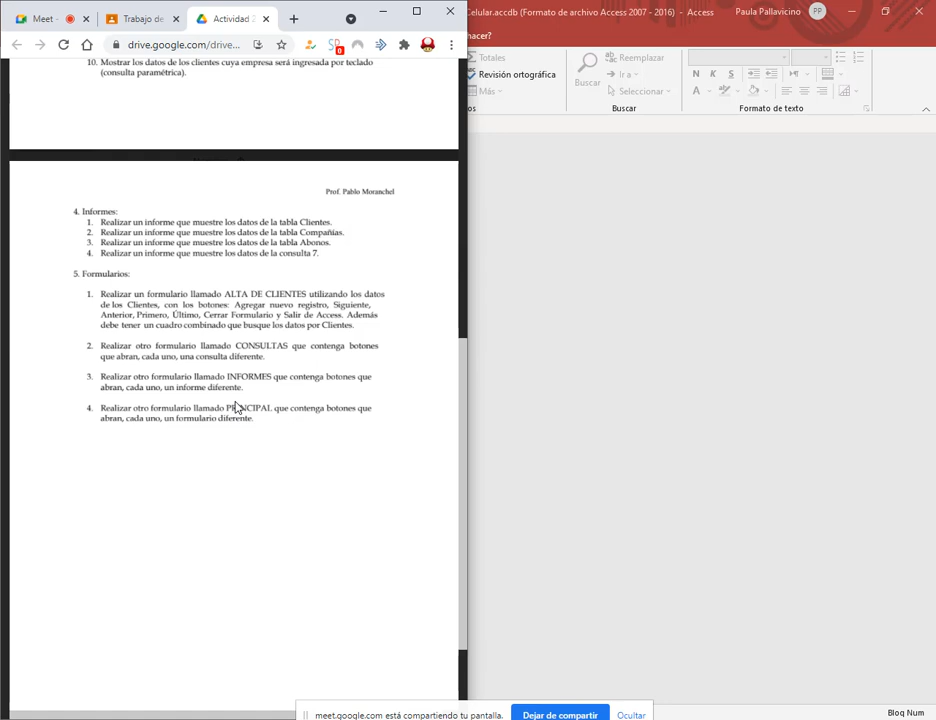 Meet -
Trabajo de
Actividad 2
Celular.accdb (Formato de archivo Access 2007 - 2016) - Access
Paula Pallavicino
PP
drive.google.com/drive...
0
hacer?
Totales
Revisión ortográfica
Más
Buscar
Reemplazar
Ir a
Seleccionar
N K S
A
os
Buscar
Formato de texto
10. Mostrar los datos de los clientes cuya empresa será ingresada por teclado
(consulta paramétrica).
Prof. Pablo Moranchel
4. Informes:
1. Realizar un informe que muestre los datos de la tabla Clientes.
2. Realizar un informe que muestre los datos de la tabla Compañías.
3. Realizar un informe que muestre los datos de la tabla Abonos.
4. Realizar un informe que muestre los datos de la consulta 7.
5. Formularios:
1. Realizar un formulario llamado ALTA DE CLIENTES utilizando los datos
de los Clientes, con los botones: Agregar nuevo registro, Siguiente,
Anterior, Primero, Último, Cerrar Formulario y Salir de Access. Además
debe tener un cuadro combinado que busque los datos por Clientes.
2. Realizar otro formulario llamado CONSULTAS que contenga botones
que abran, cada uno, una consulta diferente.
3. Realizar otro formulario llamado INFORMES que contenga botones que
abran, cada uno, un informe diferente.
4. Realizar otro formulario llamado PRINCIPAL que contenga botones que
abran, cada uno, un formulario diferente.
meet.google.com está compartiendo tu pantalla.
Dejar de compartir
Ocultar
Bloq Num